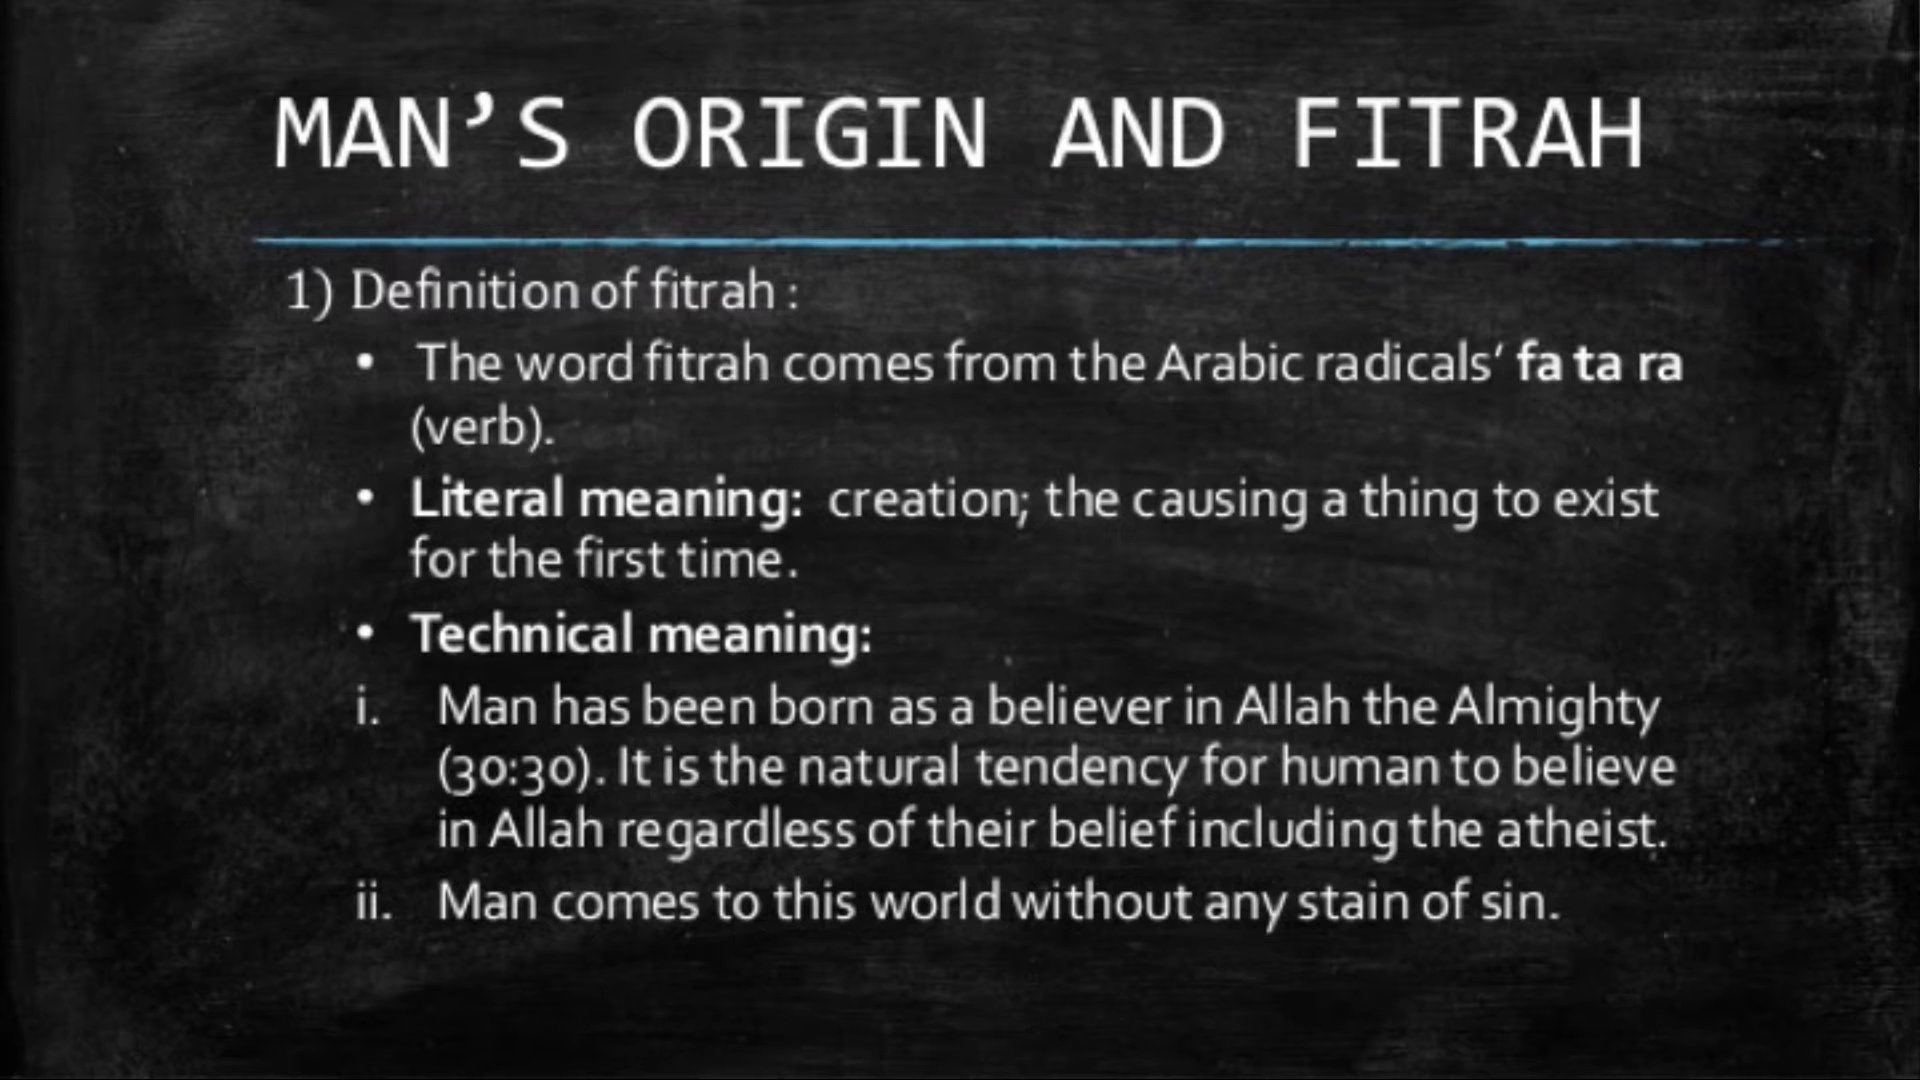 MAN’S ORIGIN AND FITRAH
1) Definition of fitrah :
• The word fitrah comes from the Arabic radicals’ fa ta ra
(verb).
• Literal meaning: creation; the causing a thing to exist
for the first time.
• Technical meaning:
i. Man has been born as a believer in Allah the Almighty
(30:30). It is the natural tendency for human to believe
in Allah regardless of their belief including the atheist.
ii. Man comes to this world without any stain of sin.